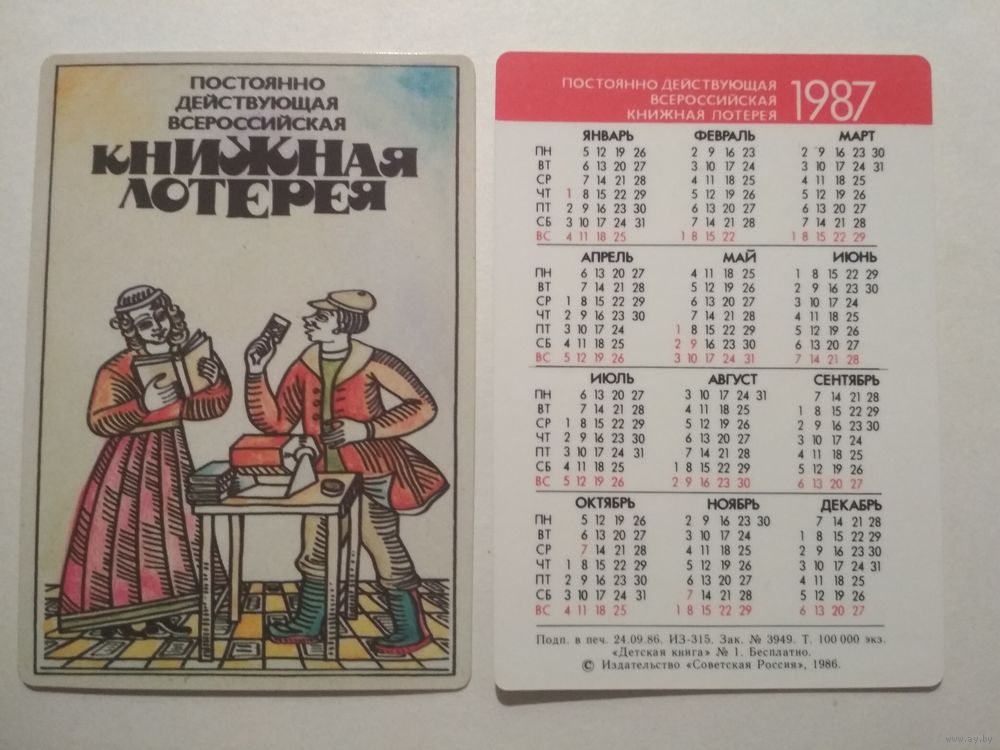 ПОСТОЯННО
ДЕЙСТВУЮЩАЯ
ВСЕРОССИЙСКАЯ
КНИЖНАЯ
ЛОТЕРЕЯ
ПОСТОЯННО ДЕЙСТВУЮЩАЯ
ВСЕРОССИЙСКАЯ
КНИЖНАЯ ЛОТЕРЕЯ
1987
ЯНВАРЬ ФЕВРАЛЬ МАРТ
ПН 5 12 19 26 2 9 16 23 2 9 16 23 30
ВТ 6 13 20 27 3 10 17 24 3 10 17 24 31
СР 7 14 21 28 4 11 18 25 4 11 18 25
ЧТ 1 8 15 22 29 5 12 19 26 5 12 19 26
ПТ 2 9 16 23 30 6 13 20 27 6 13 20 27
СБ 3 10 17 24 31 7 14 21 28 7 14 21 28
ВС 4 11 18 25 1 8 15 22 1 8 15 22 29
АПРЕЛЬ МАЙ ИЮНЬ
ПН 6 13 20 27 4 11 18 25 1 8 15 22 29
ВТ 7 14 21 28 5 12 19 26 2 9 16 23 30
СР 1 8 15 22 29 6 13 20 27 3 10 17 24
ЧТ 2 9 16 23 30 7 14 21 28 4 11 18 25
ПТ 3 10 17 24 1 8 15 22 29 5 12 19 26
СБ 4 11 18 25 2 9 16 23 30 6 13 20 27
ВС 5 12 19 26 3 10 17 24 31 7 14 21 28
ИЮЛЬ АВГУСТ СЕНТЯБРЬ
ПН 6 13 20 27 3 10 17 24 31 7 14 21 28
ВТ 7 14 21 28 4 11 18 25 1 8 15 22 29
СР 1 8 15 22 29 5 12 19 26 2 9 16 23 30
ЧТ 2 9 16 23 30 6 13 20 27 3 10 17 24
ПТ 3 10 17 24 31 7 14 21 28 4 11 18 25
СБ 4 11 18 25 1 8 15 22 29 5 12 19 26
ВС 5 12 19 26 2 9 16 23 30 6 13 20 27
ОКТЯБРЬ НОЯБРЬ ДЕКАБРЬ
ПН 5 12 19 26 2 9 16 23 30 7 14 21 28
ВТ 6 13 20 27 3 10 17 24 1 8 15 22 29
СР 7 14 21 28 4 11 18 25 2 9 16 23 30
ЧТ 1 8 15 22 29 5 12 19 26 3 10 17 24 31
ПТ 2 9 16 23 30 6 13 20 27 4 11 18 25
СБ 3 10 17 24 31 7 14 21 28 5 12 19 26
ВС 4 11 18 25 1 8 15 22 29 6 13 20 27
Подп. в печ. 24.09.86. ИЗ-315. Зак. № 3949. Т. 100 000 экз.
«Детская книга» № 1. Бесплатно.
© Издательство «Советская Россия», 1986.
www.ay.by